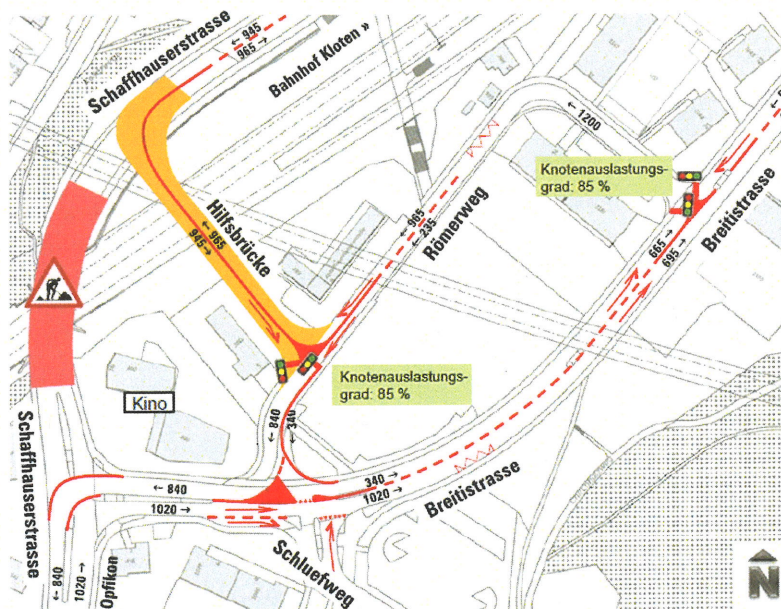 Schaffhauserstrasse
← 945
965 →
Bahnhof Kloten »
← 1200
Knotenauslastungs-
grad: 85 %
Hilfsbrücke
← 965
945 →
← 965
← 235
Römerweg
665 →
695 →
Breitistrasse
Knotenauslastungs-
grad: 85 %
Kino
Schaffhauserstrasse
← 840
← 340
← 840
1020 →
340 →
1020 →
Breitistrasse
Schluefweg
← 840
1020 →
Opfikon
N